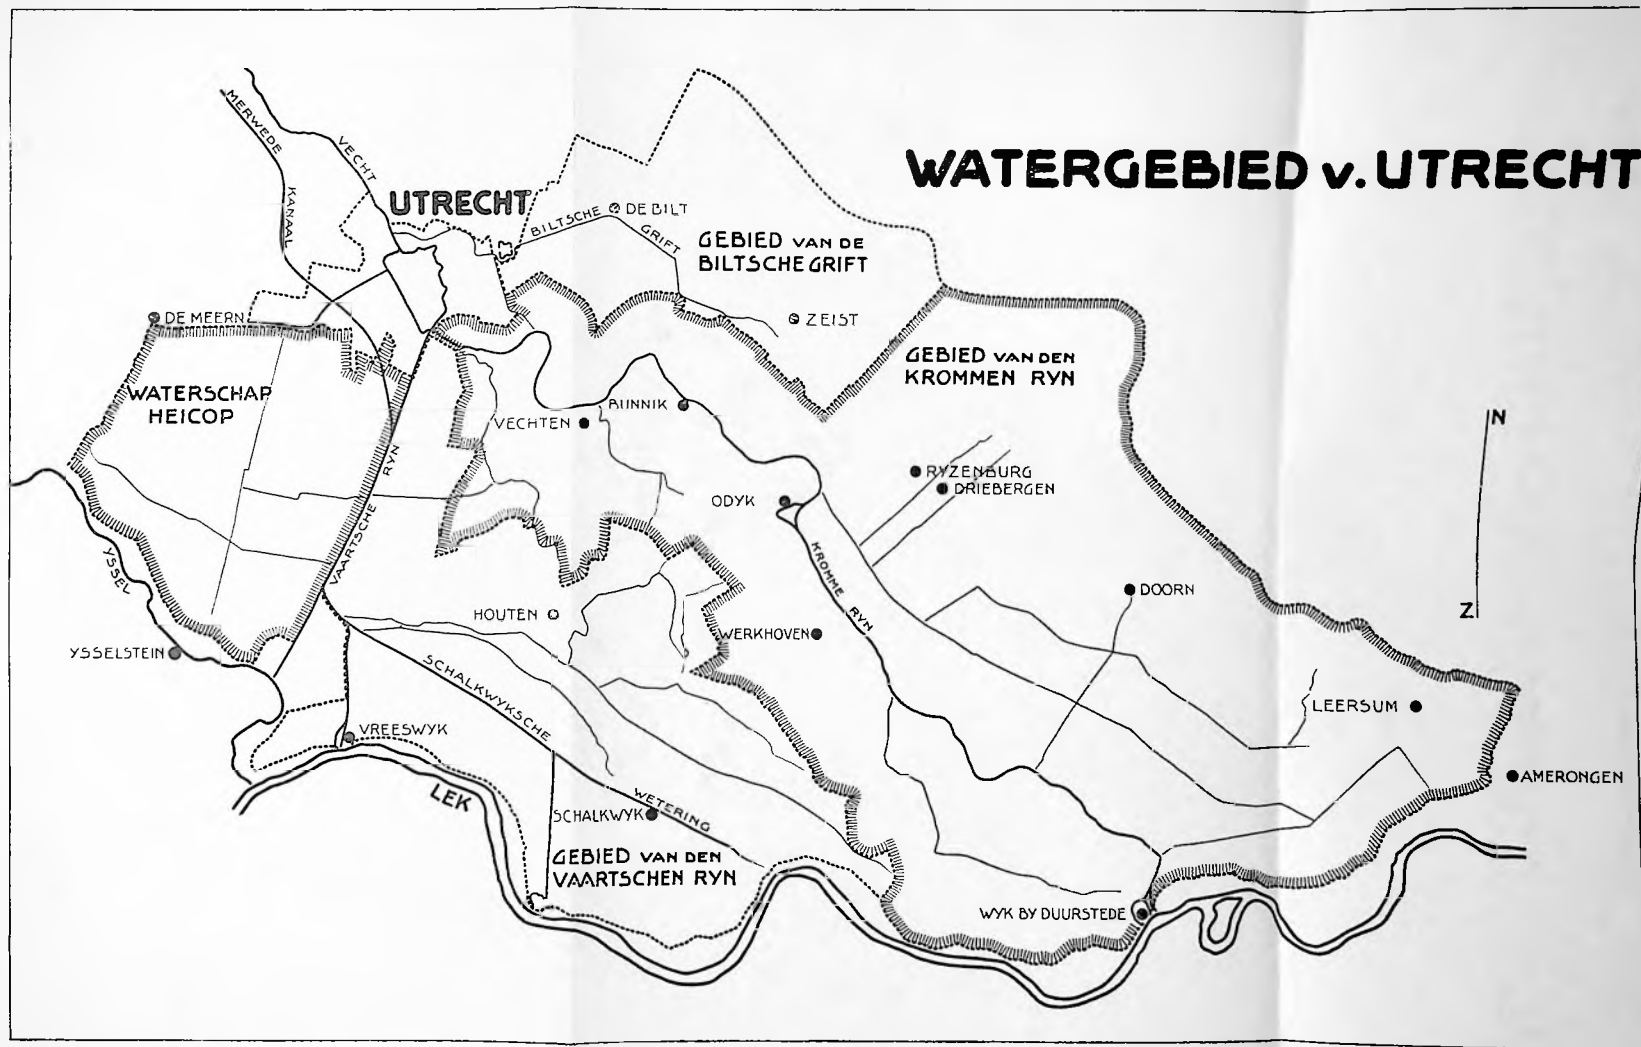 WATERGEBIED v. UTRECHT
MERWEDE
KANAAL
VECHT
UTRECHT
BILTSCHE
GRIFT
DE BILT
GEBIED VAN DE
BILTSCHE GRIFT
ZEIST
DE MEERN
WATERSCHAP
HEICOP
GEBIED VAN DEN
KROMMEN RYN
VECHTEN
BUNNIK
RYZENBURG
DRIEBERGEN
ODYK
N
Z
VAARTSCHE RYN
YSSEL
KROMME RYN
DOORN
HOUTEN
WERKHOVEN
YSSELSTEIN
SCHALKWYKSCHE
WETERING
LEERSUM
VREESWYK
AMERONGEN
LEK
SCHALKWYK
GEBIED VAN DEN
VAARTSCHEN RYN
WYK BY DUURSTEDE